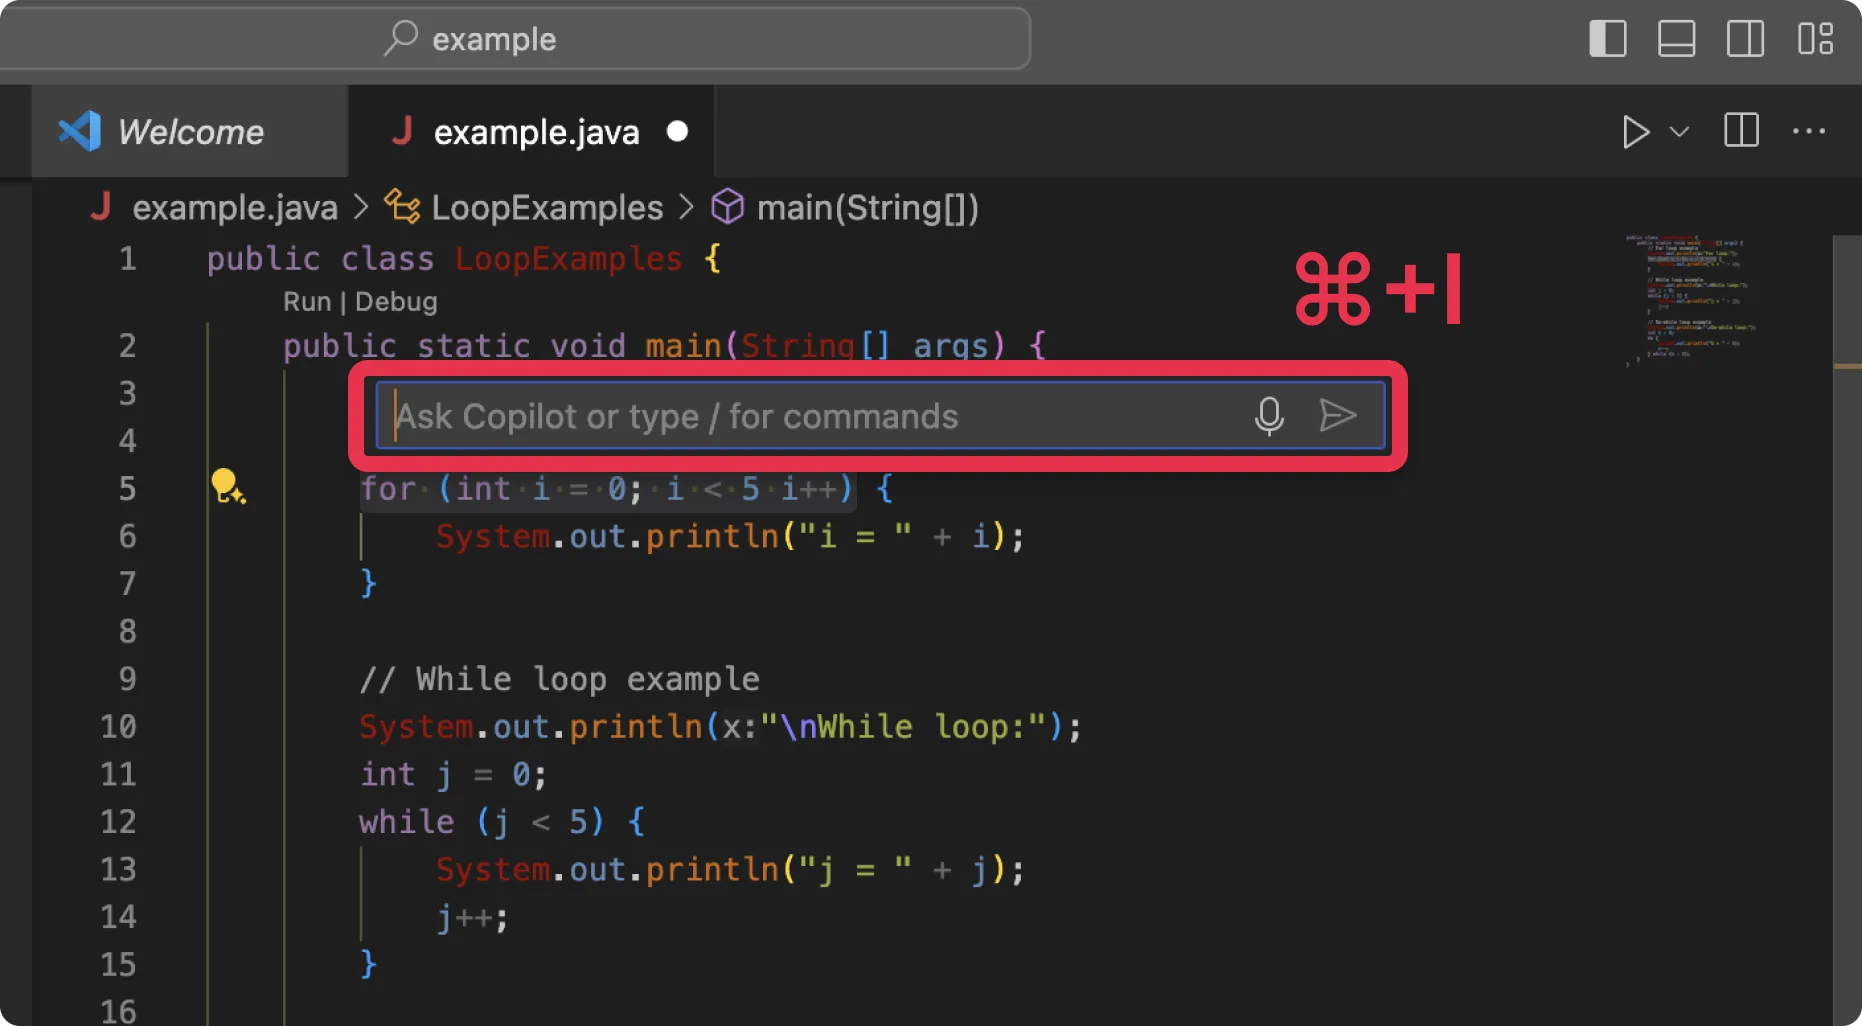 example
Welcome
example.java
example.java > LoopExamples > main(String[])
1 public class LoopExamples {
Run | Debug
2 public static void main(String[] args) {
3
Ask Copilot or type / for commands
4
5 for (int i = 0; i < 5 i++) {
6 System.out.println("i = " + i);
7 }
8
9 // While loop example
10 System.out.println(x:"\nWhile loop:");
11 int j = 0;
12 while (j < 5) {
13 System.out.println("j = " + j);
14 j++;
15 }
16
⌘+I